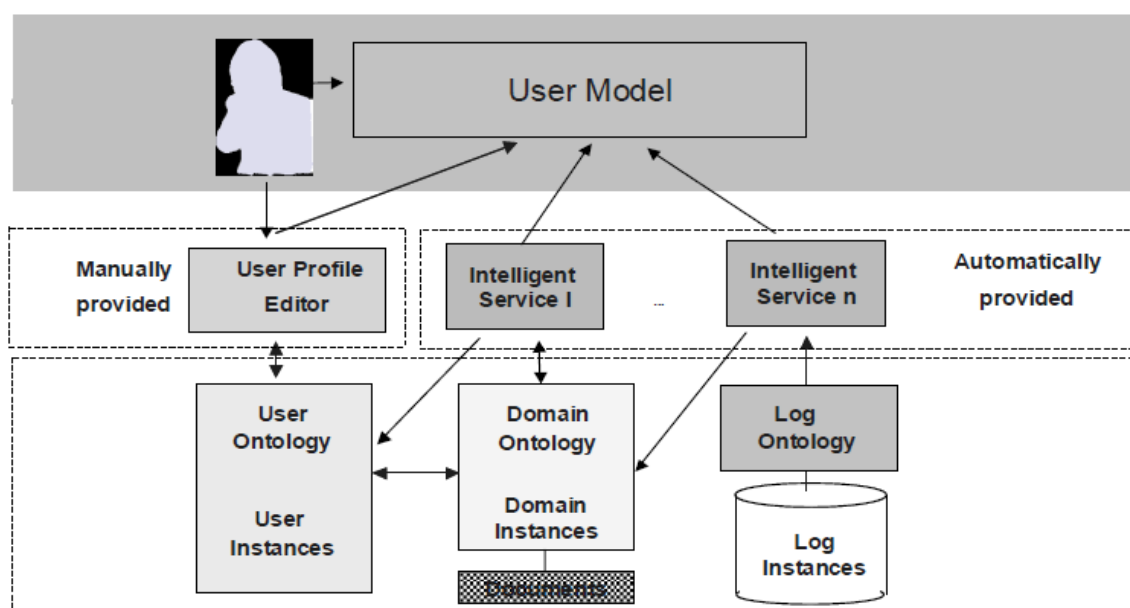 User Model
Manually
provided
User Profile
Editor
Intelligent
Service I
...
Intelligent
Service n
Automatically
provided
User
Ontology
User
Instances
Domain
Ontology
Domain
Instances
Documents
Log
Ontology
Log
Instances